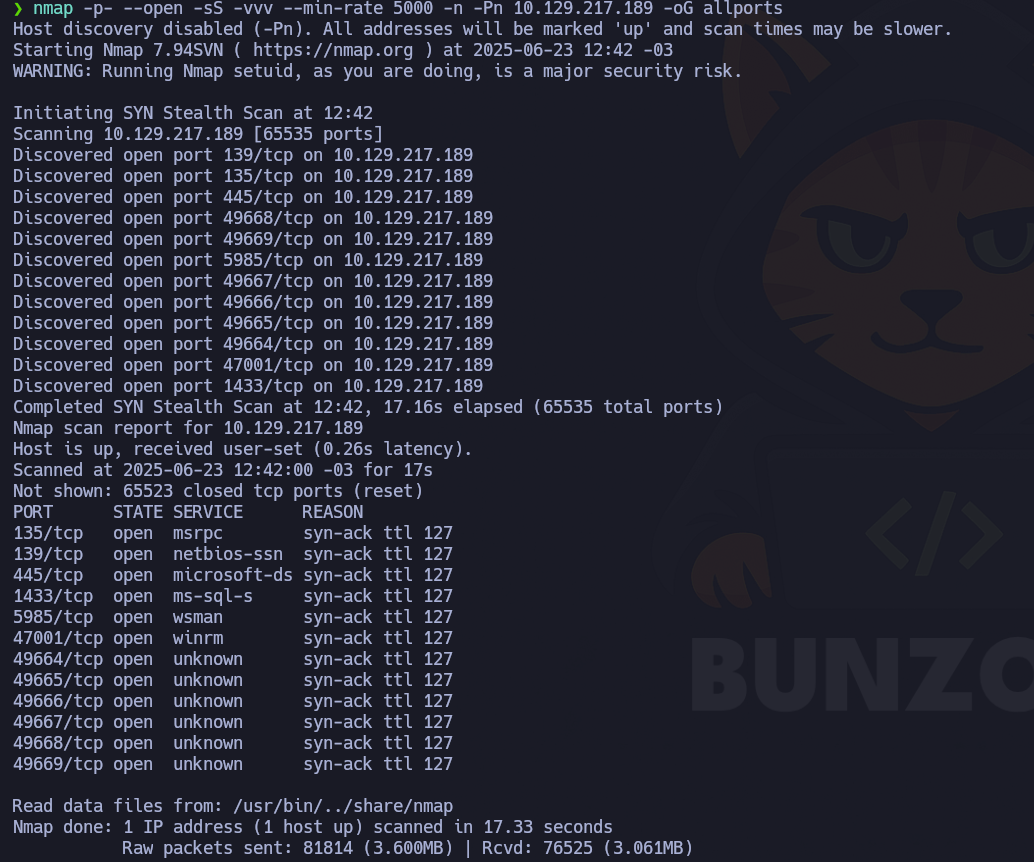 ❯ nmap -p- --open -sS -vvv --min-rate 5000 -n -Pn 10.129.217.189 -oG allports
Host discovery disabled (-Pn). All addresses will be marked 'up' and scan times may be slower.
Starting Nmap 7.94SVN ( https://nmap.org ) at 2025-06-23 12:42 -03
WARNING: Running Nmap setuid, as you are doing, is a major security risk.

Initiating SYN Stealth Scan at 12:42
Scanning 10.129.217.189 [65535 ports]
Discovered open port 139/tcp on 10.129.217.189
Discovered open port 135/tcp on 10.129.217.189
Discovered open port 445/tcp on 10.129.217.189
Discovered open port 49668/tcp on 10.129.217.189
Discovered open port 49669/tcp on 10.129.217.189
Discovered open port 5985/tcp on 10.129.217.189
Discovered open port 49667/tcp on 10.129.217.189
Discovered open port 49666/tcp on 10.129.217.189
Discovered open port 49665/tcp on 10.129.217.189
Discovered open port 49664/tcp on 10.129.217.189
Discovered open port 47001/tcp on 10.129.217.189
Discovered open port 1433/tcp on 10.129.217.189
Completed SYN Stealth Scan at 12:42, 17.16s elapsed (65535 total ports)
Nmap scan report for 10.129.217.189
Host is up, received user-set (0.26s latency).
Scanned at 2025-06-23 12:42:00 -03 for 17s
Not shown: 65523 closed tcp ports (reset)
PORT      STATE SERVICE      REASON
135/tcp   open  msrpc        syn-ack ttl 127
139/tcp   open  netbios-ssn  syn-ack ttl 127
445/tcp   open  microsoft-ds syn-ack ttl 127
1433/tcp  open  ms-sql-s     syn-ack ttl 127
5985/tcp  open  wsman        syn-ack ttl 127
47001/tcp open  winrm        syn-ack ttl 127
49664/tcp open  unknown      syn-ack ttl 127
49665/tcp open  unknown      syn-ack ttl 127
49666/tcp open  unknown      syn-ack ttl 127
49667/tcp open  unknown      syn-ack ttl 127
49668/tcp open  unknown      syn-ack ttl 127
49669/tcp open  unknown      syn-ack ttl 127

Read data files from: /usr/bin/../share/nmap
Nmap done: 1 IP address (1 host up) scanned in 17.33 seconds
           Raw packets sent: 81814 (3.600MB) | Rcvd: 76525 (3.061MB)
</> 
BUNZO